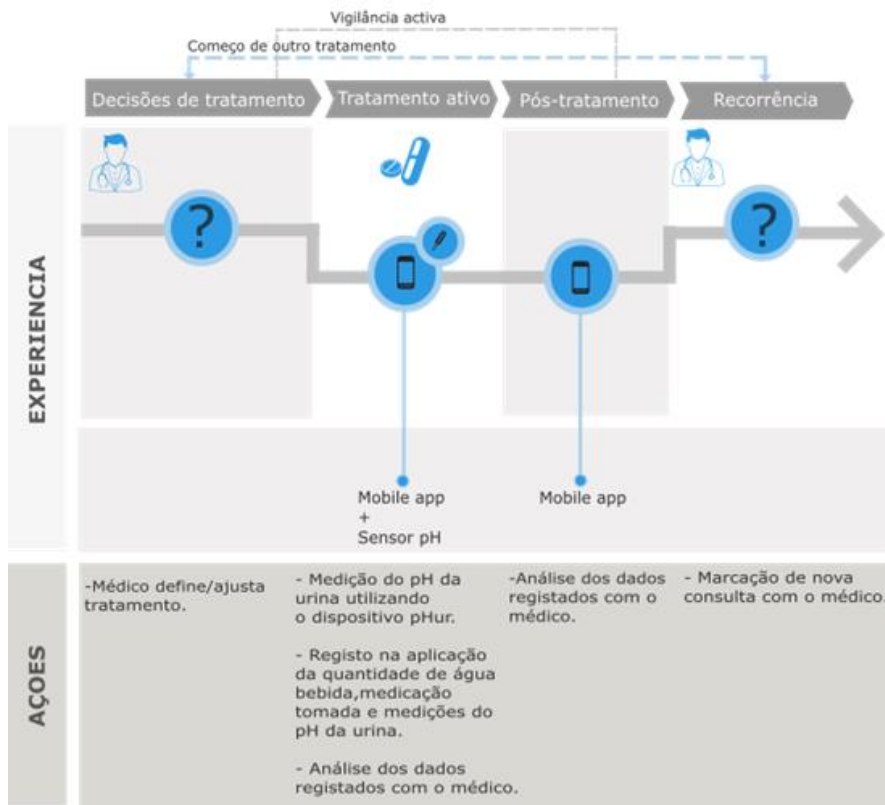 Vigilância activa
Começo de outro tratamento
Decisões de tratamento
Tratamento ativo
Pós-tratamento
Recorrência
EXPERIENCIA
?
?
Mobile app
+
Sensor pH
Mobile app
AÇOES
-Médico define/ajusta
tratamento.
- Medição do pH da
urina utilizando
o dispositivo pHur.
- Registo na aplicação
da quantidade de água
bebida,medicação
tomada e medições do
pH da urina.
- Análise dos dados
registados com o médico.
-Análise dos dados
registados com o
médico.
- Marcação de nova
consulta com o médico.